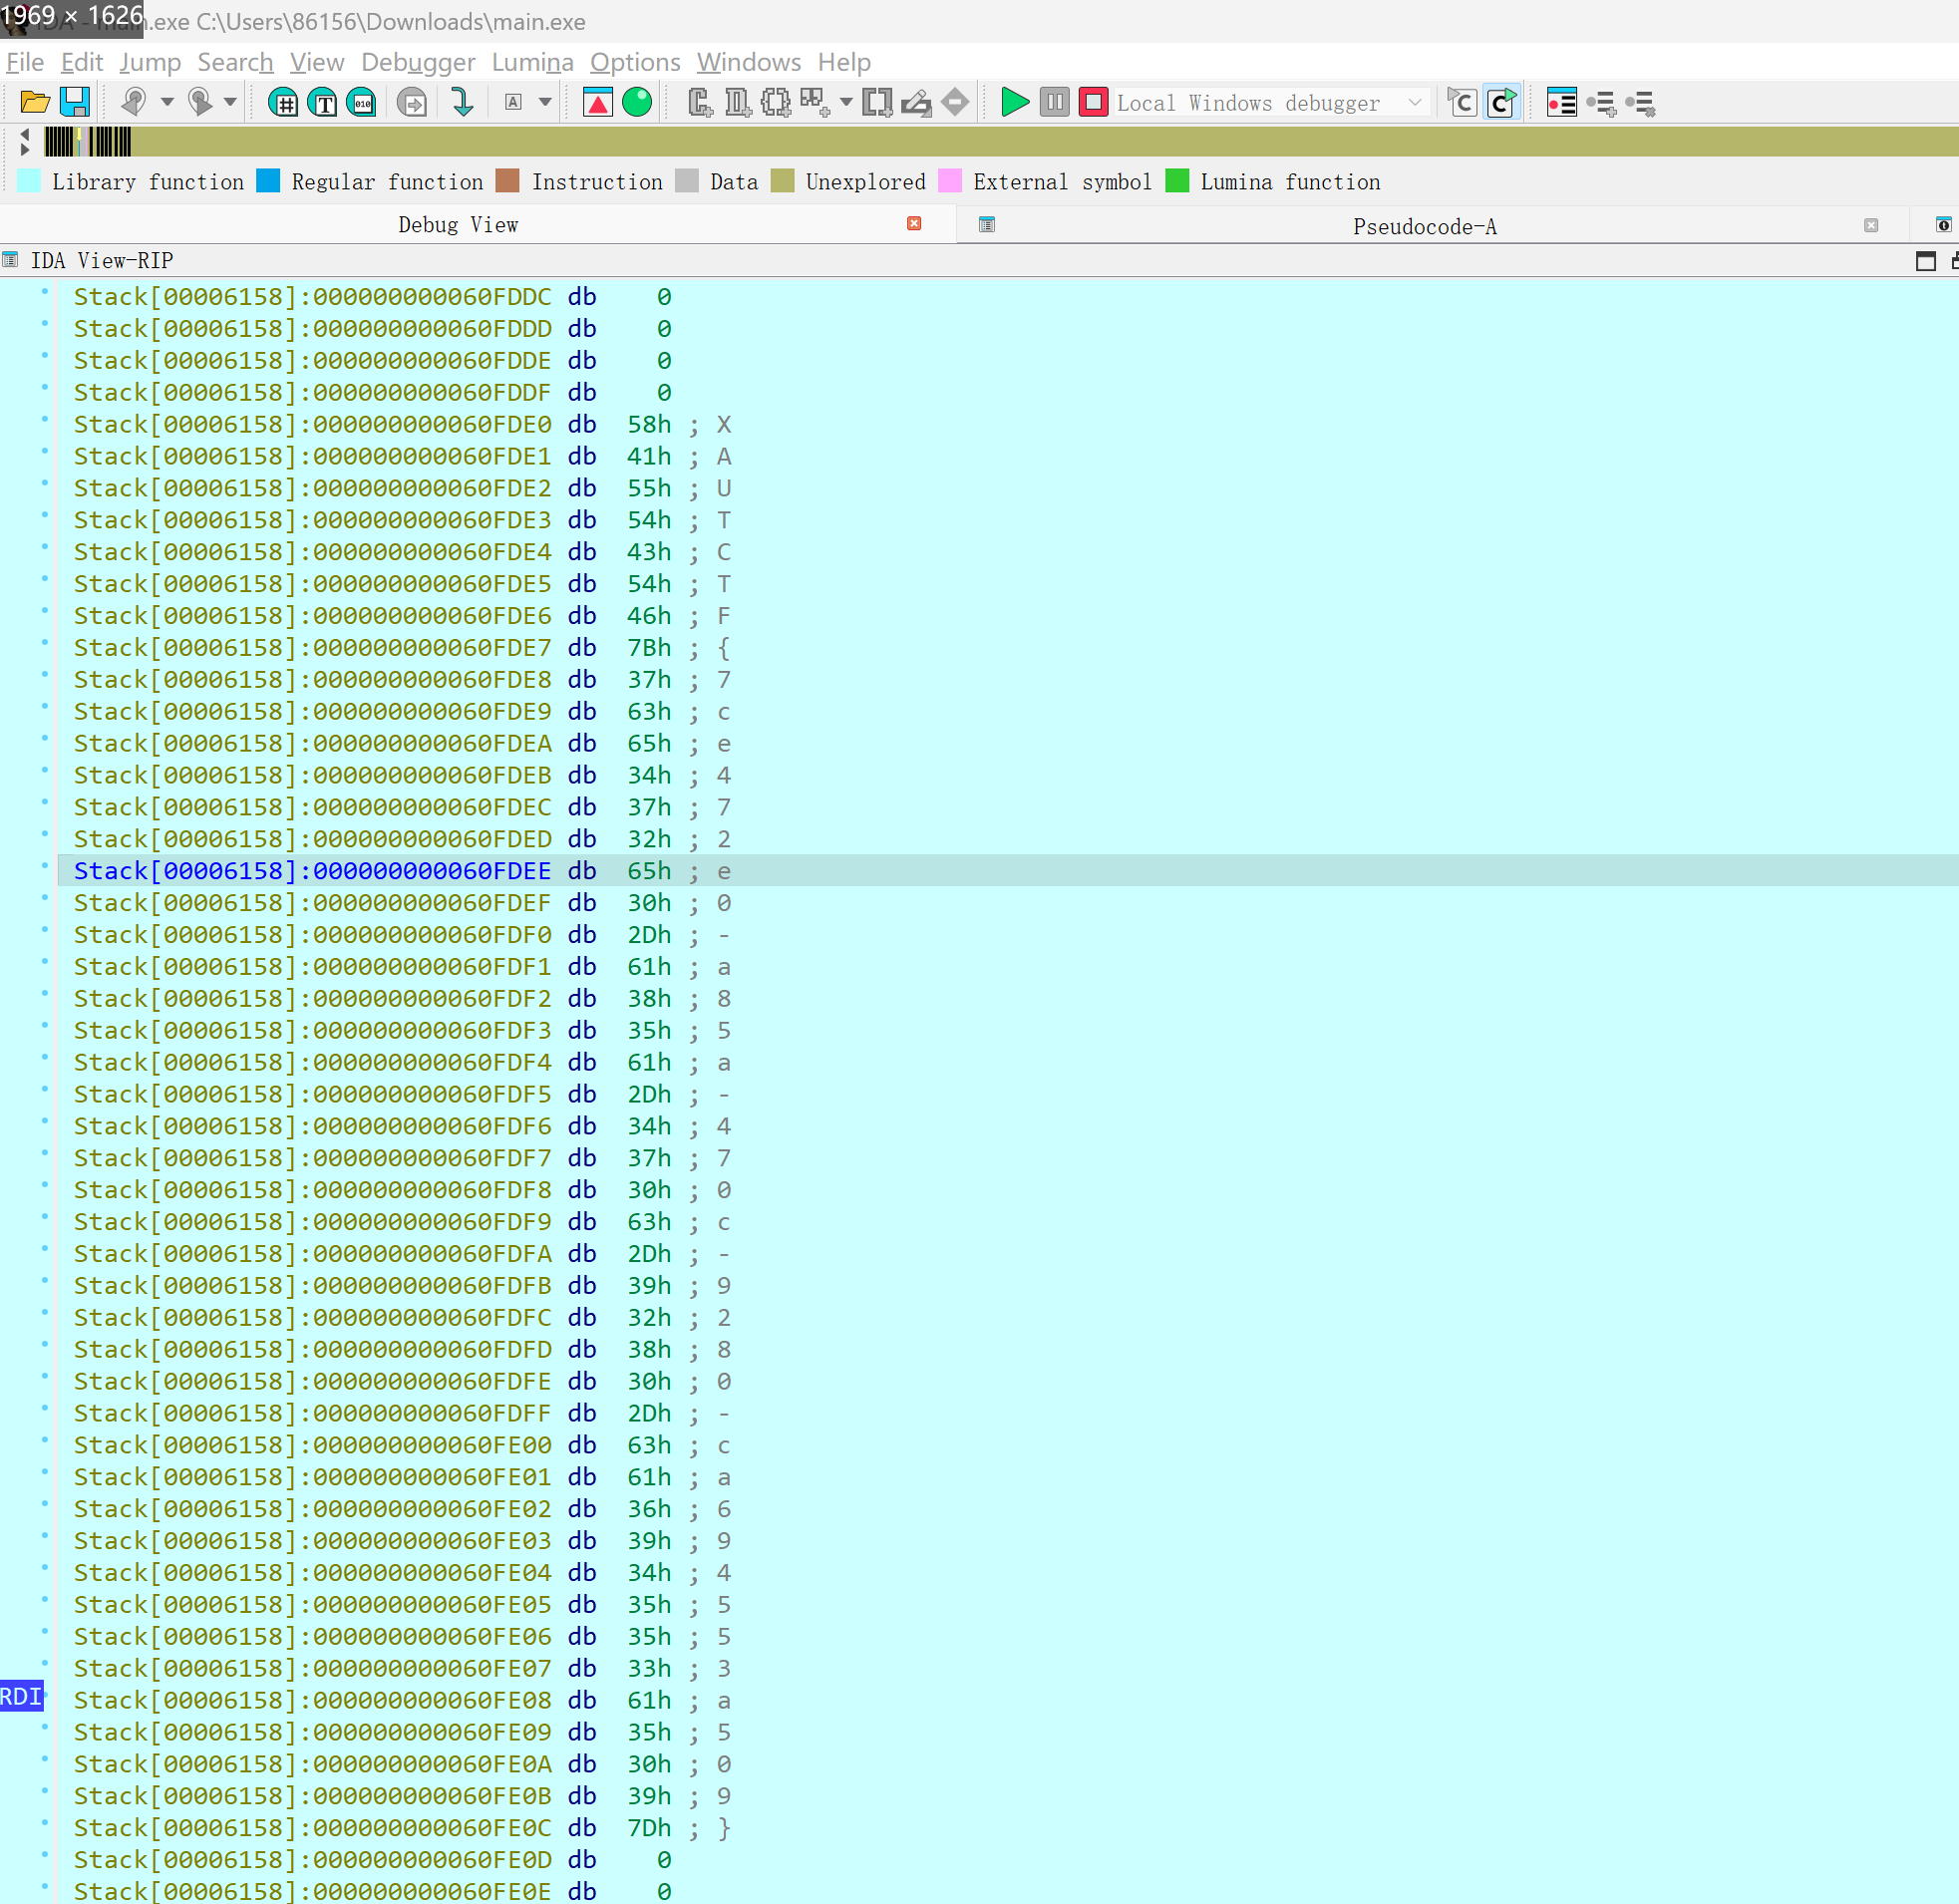 1969 × 1626
IDA - main.exe C:\Users\86156\Downloads\main.exe
File Edit Jump Search View Debugger Lumina Options Windows Help
Local Windows debugger
Library function Regular function Instruction Data Unexplored External symbol Lumina function
Debug View Pseudocode-A
IDA View-RIP
Stack[00006158]:000000000060FDDC db 0
Stack[00006158]:000000000060FDDD db 0
Stack[00006158]:000000000060FDDE db 0
Stack[00006158]:000000000060FDDF db 0
Stack[00006158]:000000000060FDE0 db 58h ; X
Stack[00006158]:000000000060FDE1 db 41h ; A
Stack[00006158]:000000000060FDE2 db 55h ; U
Stack[00006158]:000000000060FDE3 db 54h ; T
Stack[00006158]:000000000060FDE4 db 43h ; C
Stack[00006158]:000000000060FDE5 db 54h ; T
Stack[00006158]:000000000060FDE6 db 46h ; F
Stack[00006158]:000000000060FDE7 db 7Bh ; {
Stack[00006158]:000000000060FDE8 db 37h ; 7
Stack[00006158]:000000000060FDE9 db 63h ; c
Stack[00006158]:000000000060FDEA db 65h ; e
Stack[00006158]:000000000060FDEB db 34h ; 4
Stack[00006158]:000000000060FDEC db 37h ; 7
Stack[00006158]:000000000060FDED db 32h ; 2
Stack[00006158]:000000000060FDEE db 65h ; e
Stack[00006158]:000000000060FDEF db 30h ; 0
Stack[00006158]:000000000060FDF0 db 2Dh ; -
Stack[00006158]:000000000060FDF1 db 61h ; a
Stack[00006158]:000000000060FDF2 db 38h ; 8
Stack[00006158]:000000000060FDF3 db 35h ; 5
Stack[00006158]:000000000060FDF4 db 61h ; a
Stack[00006158]:000000000060FDF5 db 2Dh ; -
Stack[00006158]:000000000060FDF6 db 34h ; 4
Stack[00006158]:000000000060FDF7 db 37h ; 7
Stack[00006158]:000000000060FDF8 db 30h ; 0
Stack[00006158]:000000000060FDF9 db 63h ; c
Stack[00006158]:000000000060FDFA db 2Dh ; -
Stack[00006158]:000000000060FDFB db 39h ; 9
Stack[00006158]:000000000060FDFC db 32h ; 2
Stack[00006158]:000000000060FDFD db 38h ; 8
Stack[00006158]:000000000060FDFE db 30h ; 0
Stack[00006158]:000000000060FDFF db 2Dh ; -
Stack[00006158]:000000000060FE00 db 63h ; c
Stack[00006158]:000000000060FE01 db 61h ; a
Stack[00006158]:000000000060FE02 db 36h ; 6
Stack[00006158]:000000000060FE03 db 39h ; 9
Stack[00006158]:000000000060FE04 db 34h ; 4
Stack[00006158]:000000000060FE05 db 35h ; 5
Stack[00006158]:000000000060FE06 db 35h ; 5
Stack[00006158]:000000000060FE07 db 33h ; 3
RDI Stack[00006158]:000000000060FE08 db 61h ; a
Stack[00006158]:000000000060FE09 db 35h ; 5
Stack[00006158]:000000000060FE0A db 30h ; 0
Stack[00006158]:000000000060FE0B db 39h ; 9
Stack[00006158]:000000000060FE0C db 7Dh ; }
Stack[00006158]:000000000060FE0D db 0
Stack[00006158]:000000000060FE0E db 0